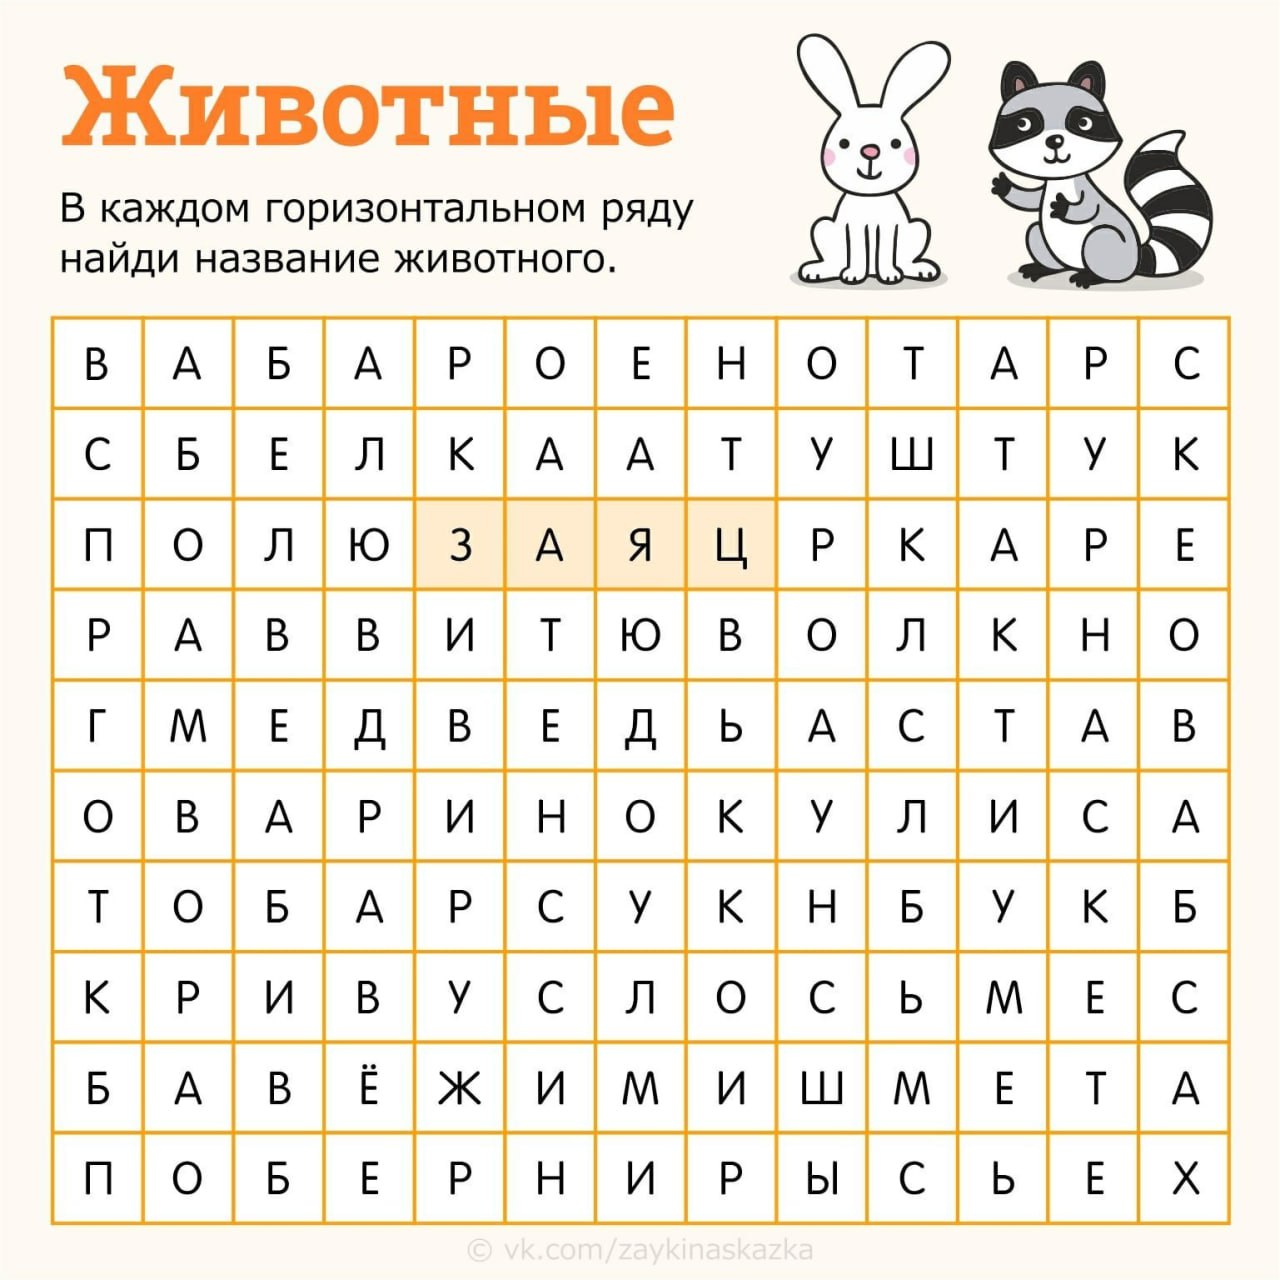 Животные
В каждом горизонтальном ряду
найди название животного.
В А Б А Р О Е Н О Т А Р С
С Б Е Л К А А Т У Ш Т У К
П О Л Ю З А Я Ц Р К А Р Е
Р А В В И Т Ю В О Л К Н О
Г М Е Д В Е Д Ь А С Т А В
О В А Р И Н О К У Л И С А
Т О Б А Р С У К Н Б У К Б
К Р И В У С Л О С Ь М Е С
Б А В Ё Ж И М И Ш М Е Т А
П О Б Е Р Н И Р Ы С Ь Е Х
© vk.com/zaykinaskazka